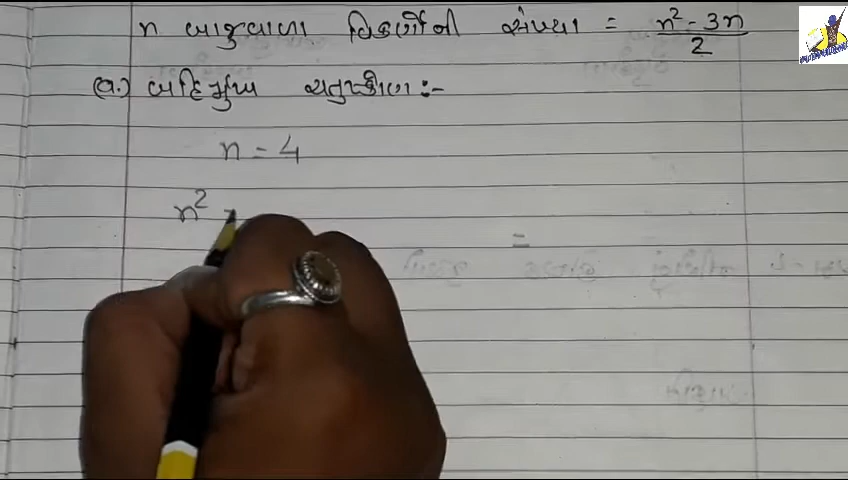 n બાજુવાળા વિકર્ણોની સંખ્યા = n² - 3n / 2
(બ.) બહિર્મુખ ચતુષ્કોણ :-
n = 4
n² -
=